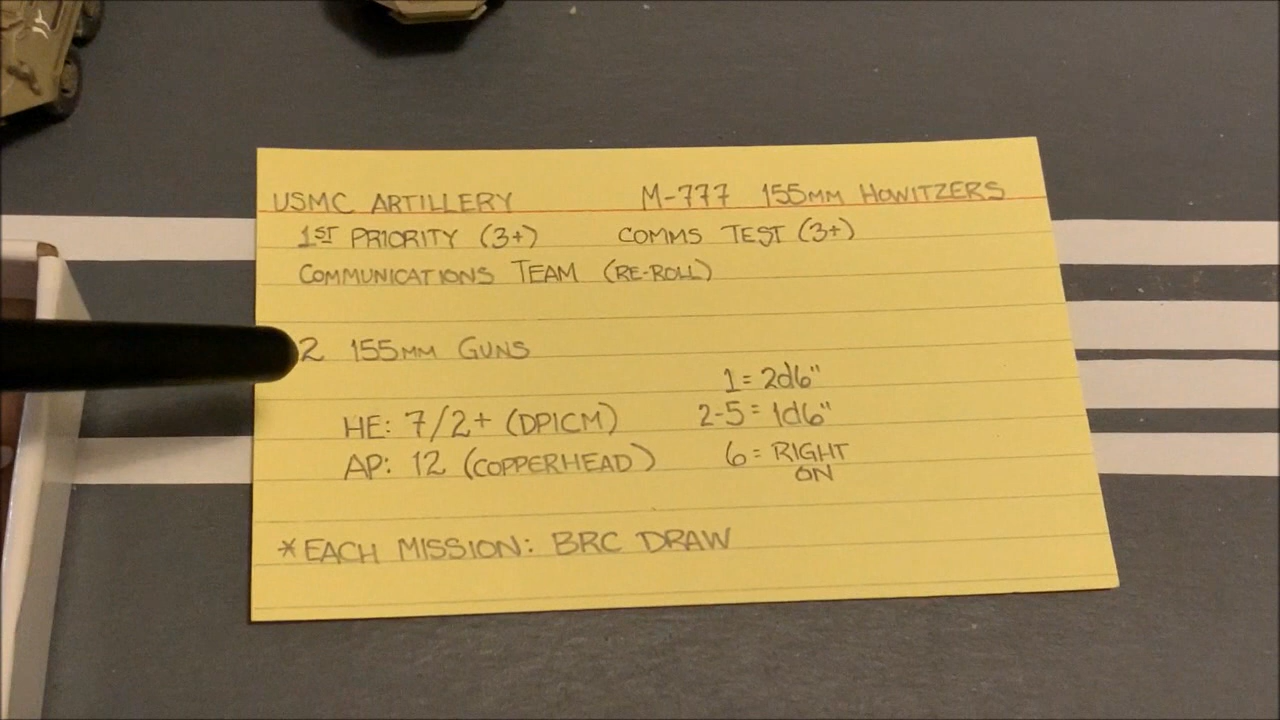 USMC ARTILLERY M-777 155MM HOWITZERS
1ST PRIORITY (3+) COMMS TEST (3+)
COMMUNICATIONS TEAM (RE-ROLL)
2 155MM GUNS
HE: 7/2+ (DPICM)
AP: 12 (COPPERHEAD)
1 = 2d6"
2-5 = 1d6"
6 = RIGHT
ON
*EACH MISSION: BRC DRAW